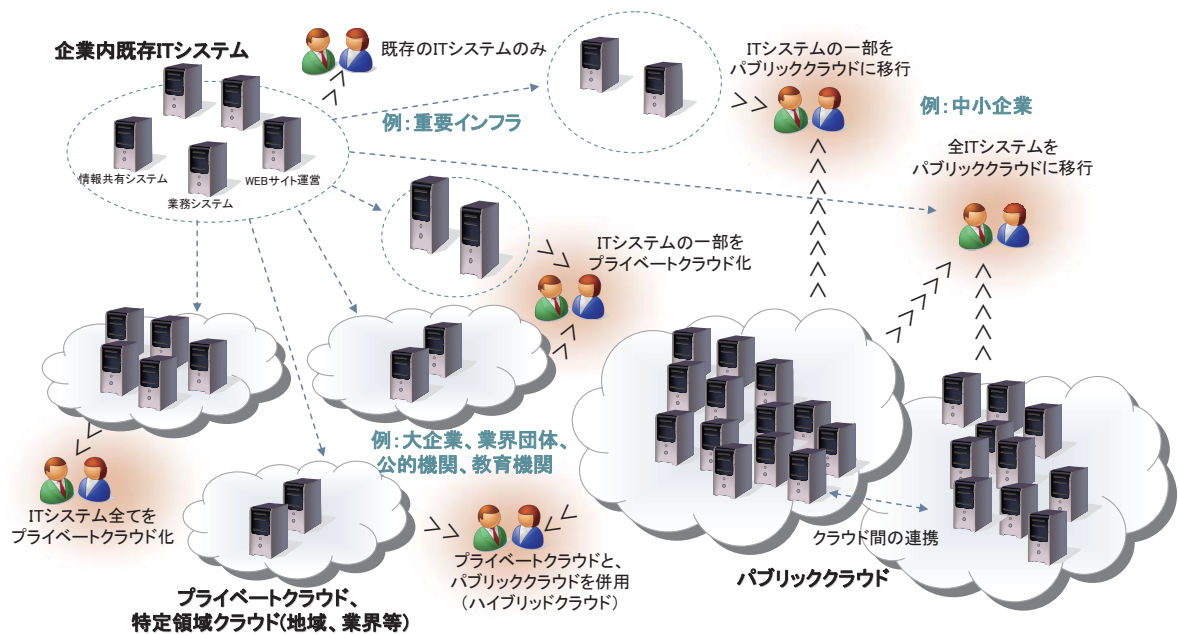 企業内既存ITシステム
既存のITシステムのみ
ITシステムの一部を
パブリッククラウドに移行
例:重要インフラ
例:中小企業
全ITシステムを
パブリッククラウドに移行
情報共有システム
WEBサイト運営
業務システム
ITシステムの一部を
プライベートクラウド化
例:大企業、業界団体、
公的機関、教育機関
ITシステム全てを
プライベートクラウド化
クラウド間の連携
プライベートクラウドと、
パブリッククラウドを併用
(ハイブリッドクラウド)
パブリッククラウド
プライベートクラウド、
特定領域クラウド(地域、業界等)